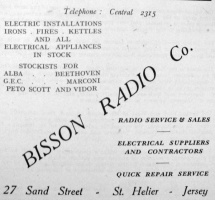 Telephone: Central 2315
ELECTRIC INSTALLATIONS
IRONS . FIRES . KETTLES
AND ALL
ELECTRICAL APPLIANCES
IN STOCK
STOCKISTS FOR
ALBA . . BEETHOVEN
G.E.C. . . MARCONI
PETO SCOTT AND VIDOR
BISSON RADIO Co.
RADIO SERVICE & SALES
ELECTRICAL SUPPLIERS
AND CONTRACTORS
QUICK REPAIR SERVICE
27 Sand Street - St. Helier - Jersey